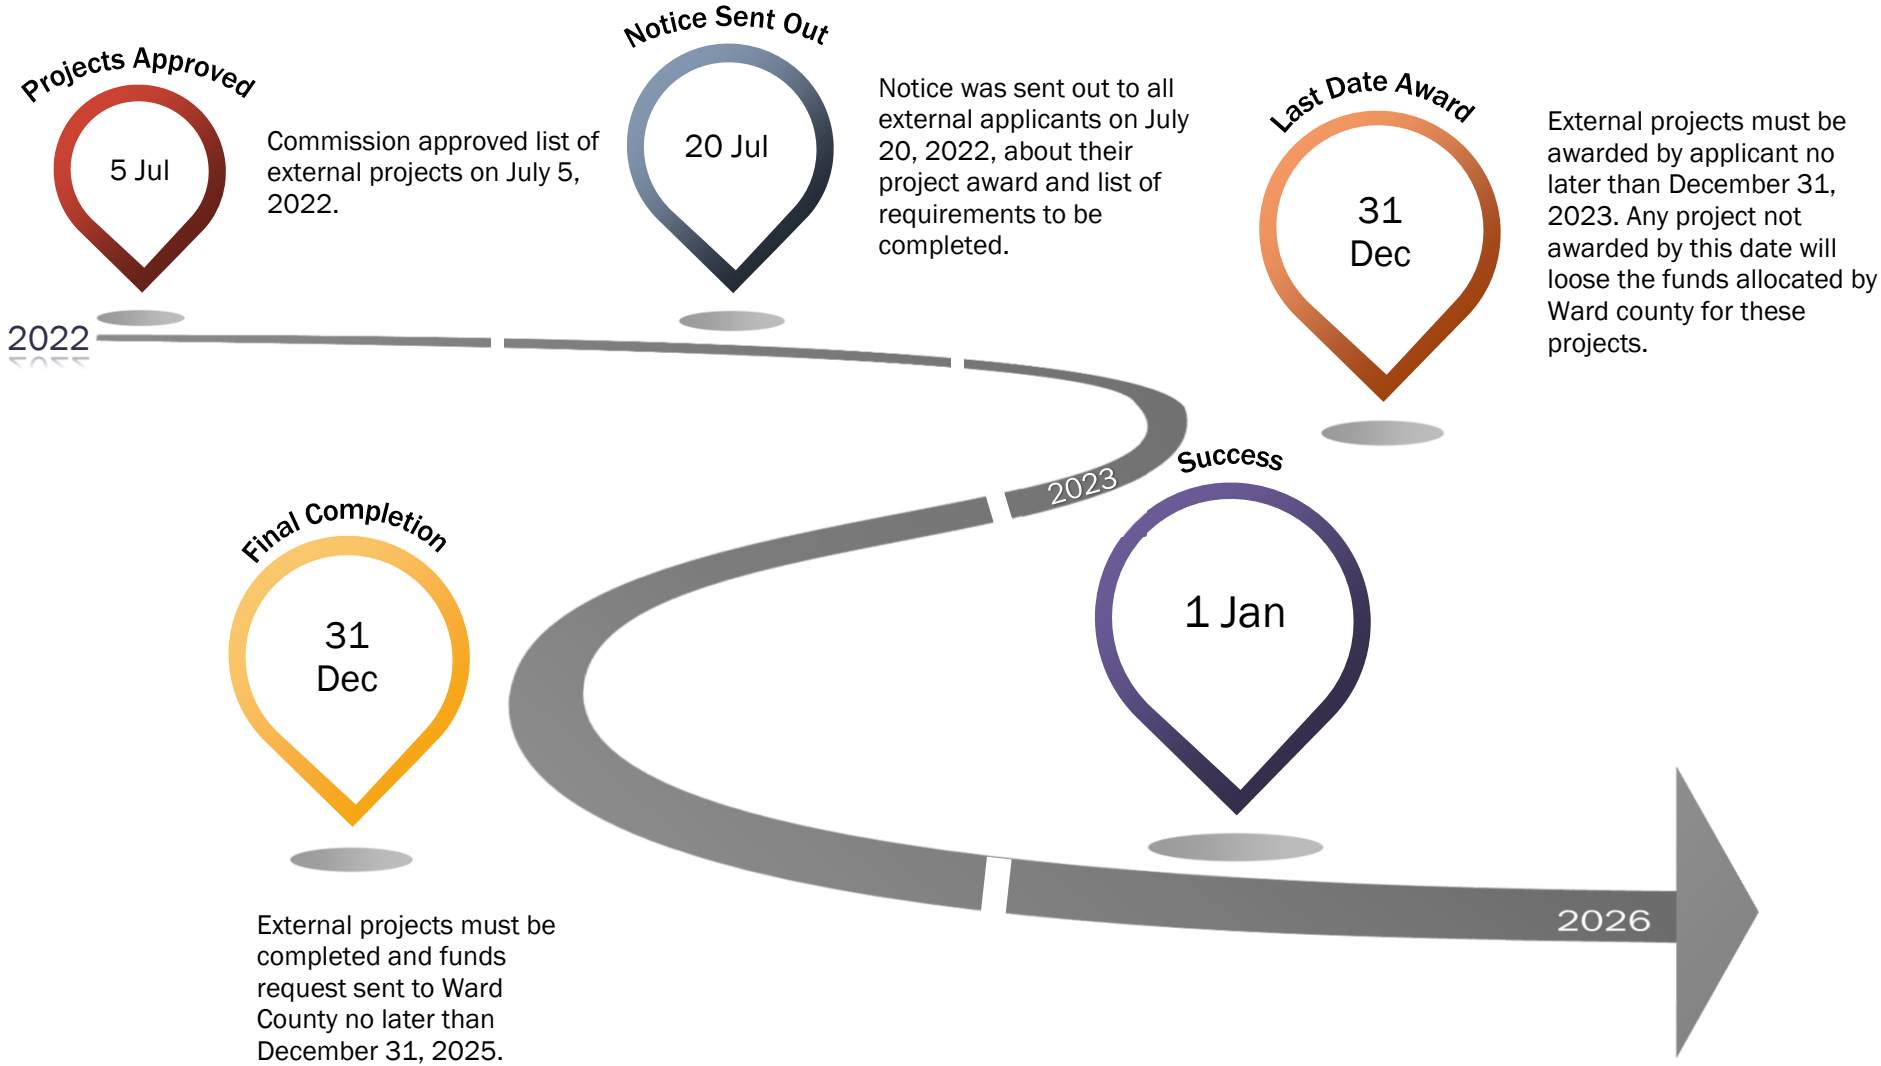 Projects Approved
5 Jul
Commission approved list of
external projects on July 5,
2022.
Notice Sent Out
20 Jul
Notice was sent out to all
external applicants on July
20, 2022, about their
project award and list of
requirements to be
completed.
Last Date Award
31
Dec
External projects must be
awarded by applicant no
later than December 31,
2023. Any project not
awarded by this date will
loose the funds allocated by
Ward county for these
projects.
2022
2023
Success
1 Jan
Final Completion
31
Dec
External projects must be
completed and funds
request sent to Ward
County no later than
December 31, 2025.
2026